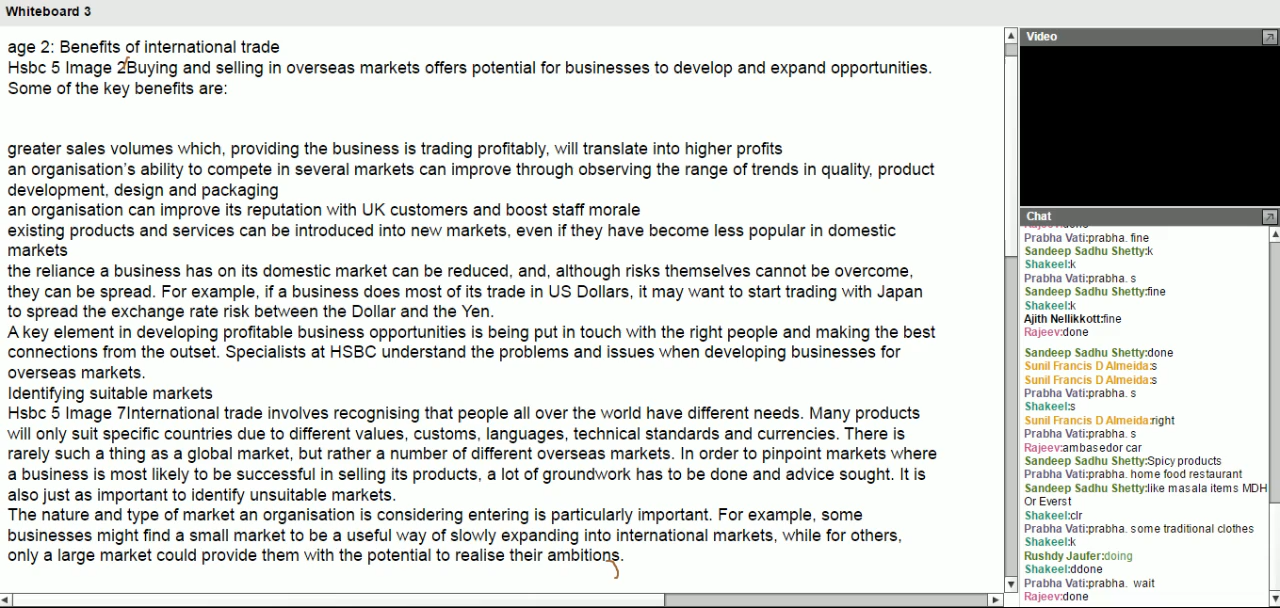 Whiteboard 3
age 2: Benefits of international trade
Hsbc 5 Image 2Buying and selling in overseas markets offers potential for businesses to develop and expand opportunities.
Some of the key benefits are:
greater sales volumes which, providing the business is trading profitably, will translate into higher profits
an organisation's ability to compete in several markets can improve through observing the range of trends in quality, product
development, design and packaging
an organisation can improve its reputation with UK customers and boost staff morale
existing products and services can be introduced into new markets, even if they have become less popular in domestic
markets
the reliance a business has on its domestic market can be reduced, and, although risks themselves cannot be overcome,
they can be spread. For example, if a business does most of its trade in US Dollars, it may want to start trading with Japan
to spread the exchange rate risk between the Dollar and the Yen.
A key element in developing profitable business opportunities is being put in touch with the right people and making the best
connections from the outset. Specialists at HSBC understand the problems and issues when developing businesses for
overseas markets.
Identifying suitable markets
Hsbc 5 Image 7International trade involves recognising that people all over the world have different needs. Many products
will only suit specific countries due to different values, customs, languages, technical standards and currencies. There is
rarely such a thing as a global market, but rather a number of different overseas markets. In order to pinpoint markets where
a business is most likely to be successful in selling its products, a lot of groundwork has to be done and advice sought. It is
also just as important to identify unsuitable markets.
The nature and type of market an organisation is considering entering is particularly important. For example, some
businesses might find a small market to be a useful way of slowly expanding into international markets, while for others,
only a large market could provide them with the potential to realise their ambitions.
Video
Chat
Rajeev:done
Prabha Vati:prabha. fine
Sandeep Sadhu Shetty:k
Shakeel:k
Prabha Vati:prabha. s
Sandeep Sadhu Shetty:fine
Shakeel:k
Ajith Nellikkott:fine
Rajeev:done
Sandeep Sadhu Shetty:done
Sunil Francis D Almeida:s
Sunil Francis D Almeida:s
Prabha Vati:prabha. s
Shakeel:s
Sunil Francis D Almeida:right
Prabha Vati:prabha. s
Rajeev:ambasedor car
Sandeep Sadhu Shetty:Spicy products
Prabha Vati:prabha. home food restaurant
Sandeep Sadhu Shetty:like masala items MDH
Or Everst
Shakeel:clr
Prabha Vati:prabha. some traditional clothes
Shakeel:k
Rushdy Jaufer:doing
Shakeel:ddone
Prabha Vati:prabha. wait
Rajeev:done